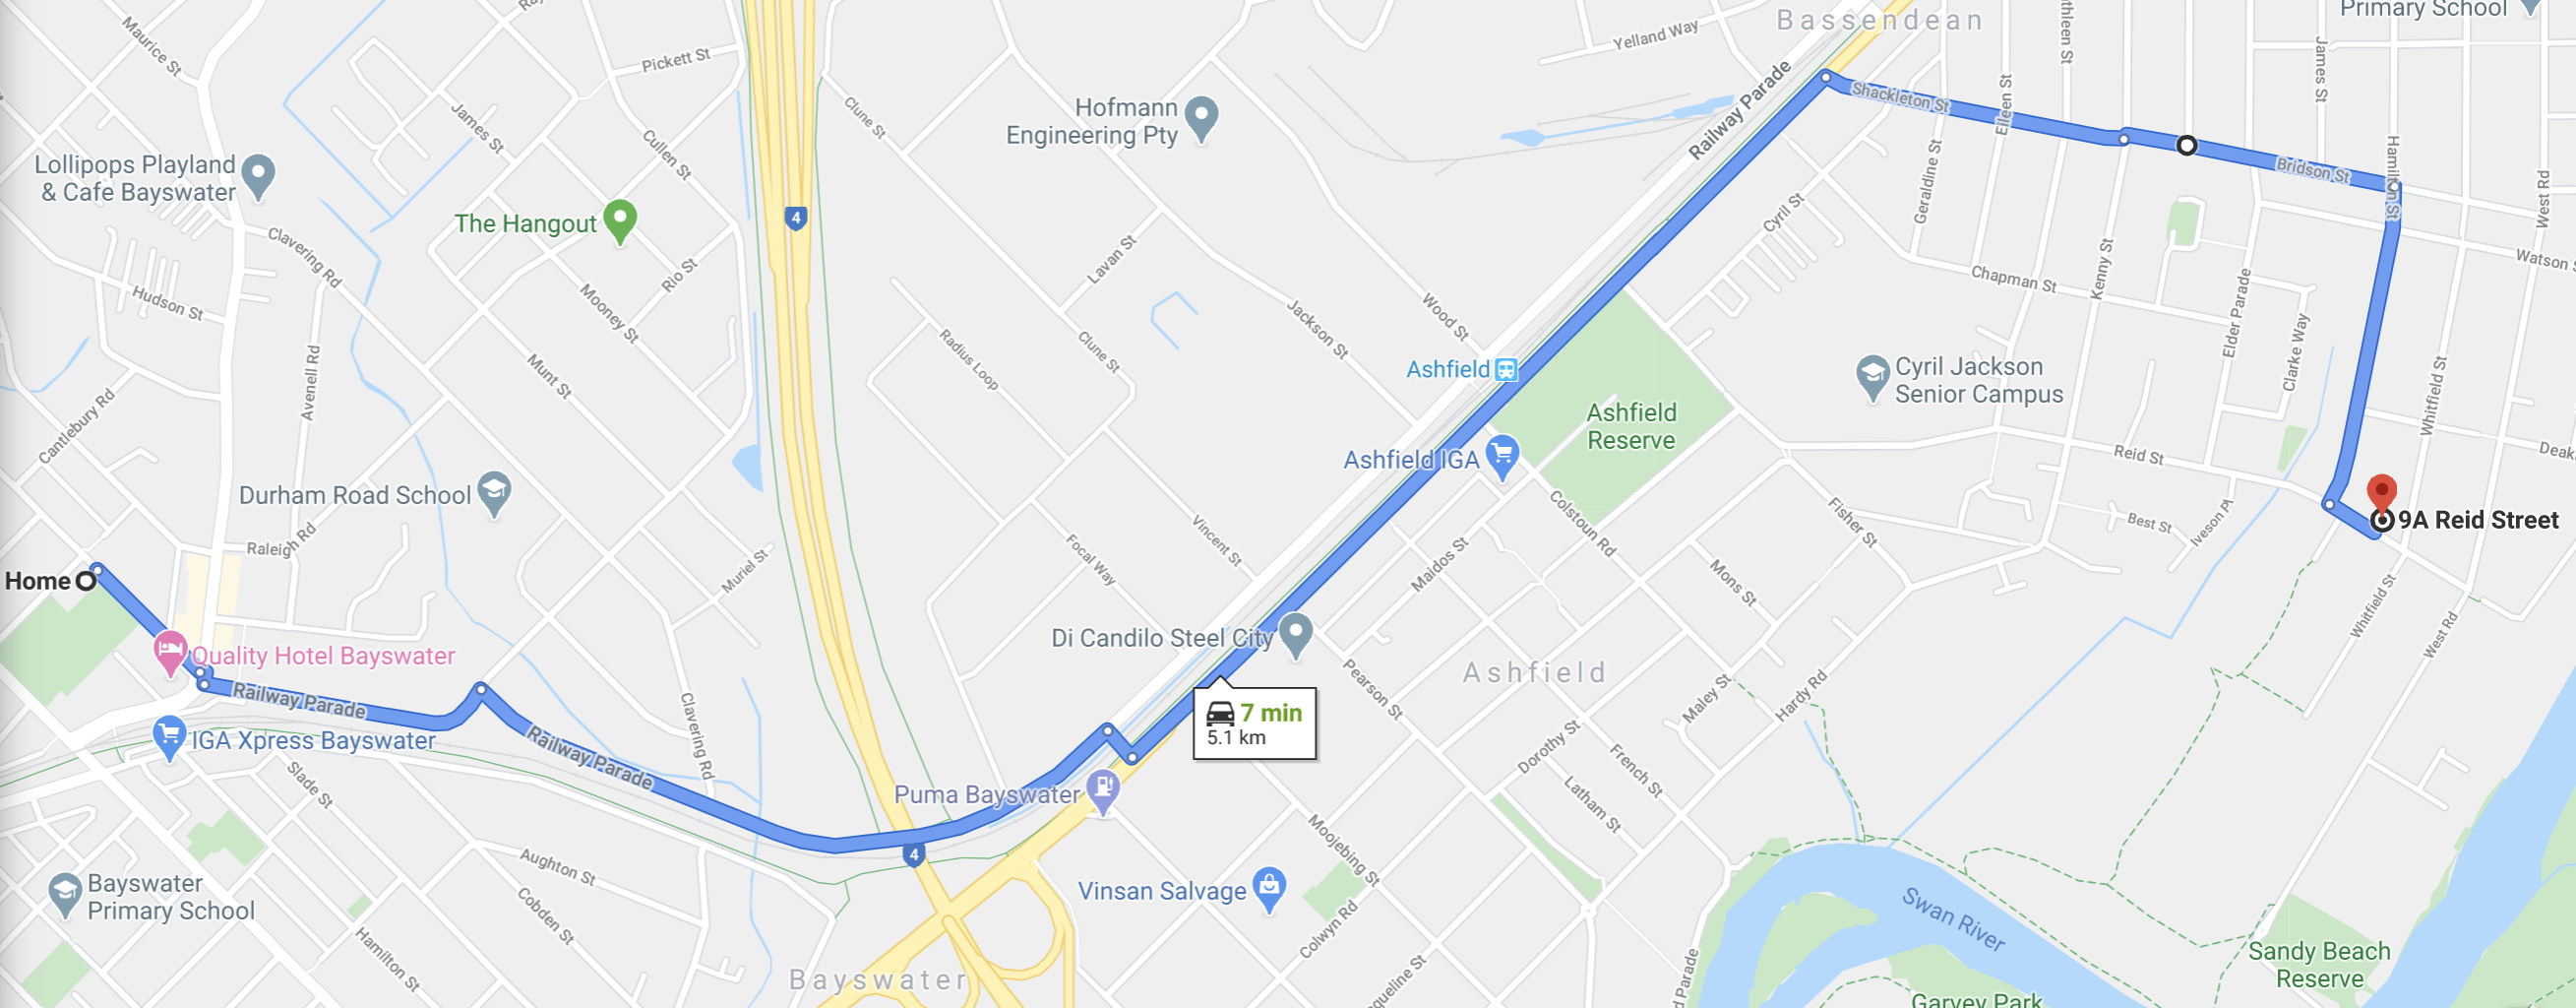 Maurice St
Pickett St
Bassendean
Primary School
Yelland Way
James St
James St
Clune St
Hofmann
Engineering Pty
Railway Parade
Shackleton St
Eileen St
Lollipops Playland
& Cafe Bayswater
Cullen St
4
Geraldine St
Bridson St
Hamilton St
West Rd
The Hangout
Clavering Rd
Rio St
Lavan St
Cyril St
Chapman St
Kenny St
Elder Parade
Watson
Hudson St
Mooney St
Wood St
Jackson St
Clarke Way
Avenell Rd
Munt St
Radius Loop
Clune St
Ashfield
Cyril Jackson
Senior Campus
Whitfield St
Cantlebury Rd
Ashfield
Reserve
Ashfield IGA
Reid St
Durham Road School
Colstoun Rd
Fisher St
Best St
Iveson Pl
9A Reid Street
Raleigh Rd
Vincent St
Focal Way
Maidos St
Mons St
Home
Muriel St
Whitfield St
West Rd
Quality Hotel Bayswater
Di Candilo Steel City
Ashfield
Pearson St
Maley St
Hardy Rd
Railway Parade
7 min
5.1 km
IGA Xpress Bayswater
Railway Parade
Clavering Rd
Dorothy St
French St
Slade St
Puma Bayswater
Latham St
4
Moojebing St
Aughton St
Bayswater
Primary School
Cobden St
Vinsan Salvage
Colwyn Rd
Swan River
Hamilton St
Bayswater
Sandy Beach
Reserve
Garvey Park